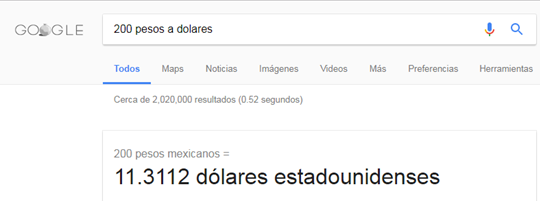 GOOGLE
200 pesos a dolares
Todos Maps Noticias Imágenes Videos Más Preferencias Herramientas
Cerca de 2,020,000 resultados (0.52 segundos)
200 pesos mexicanos =
11.3112 dólares estadounidenses